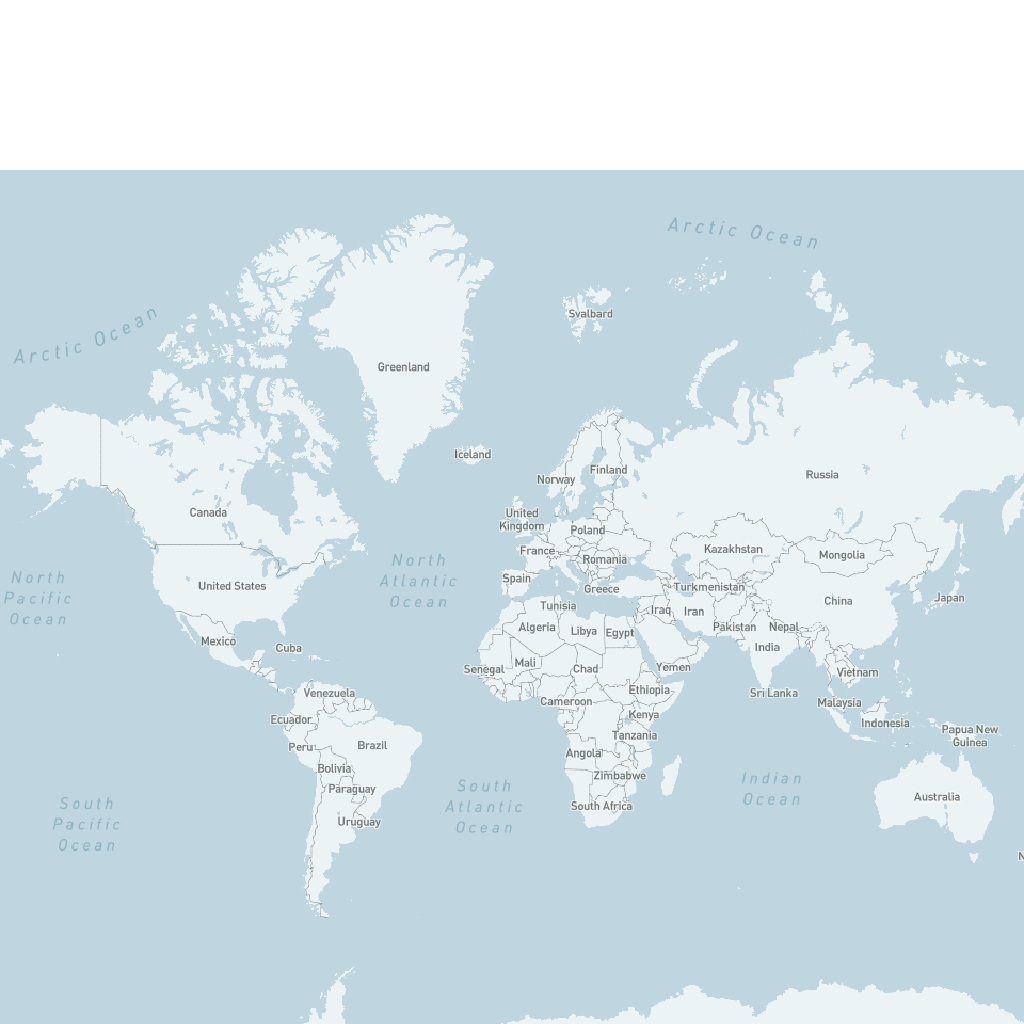 Arctic Ocean
Svalbard
Arctic Ocean
Greenland
Iceland
Russia
Finland
Norway
Canada
United
Kingdom
Poland
Kazakhstan
Mongolia
France
Romania
North
Atlantic
Ocean
North
Pacific
Ocean
United States
Spain
Greece
Turkmenistan
China
Japan
Tunisia
Iraq
Iran
Algeria
Libya
Egypt
Pakistan
Nepal
Mexico
Cuba
India
Senegal
Mali
Chad
Yemen
Vietnam
Venezuela
Ethiopia
Sri Lanka
Cameroon
Malaysia
Ecuador
Kenya
Indonesia
Papua New
Guinea
Peru
Brazil
Tanzania
Angola
Bolivia
Zimbabwe
Indian
Ocean
Paraguay
South
Atlantic
Ocean
Australia
South
Pacific
Ocean
South Africa
Uruguay
N